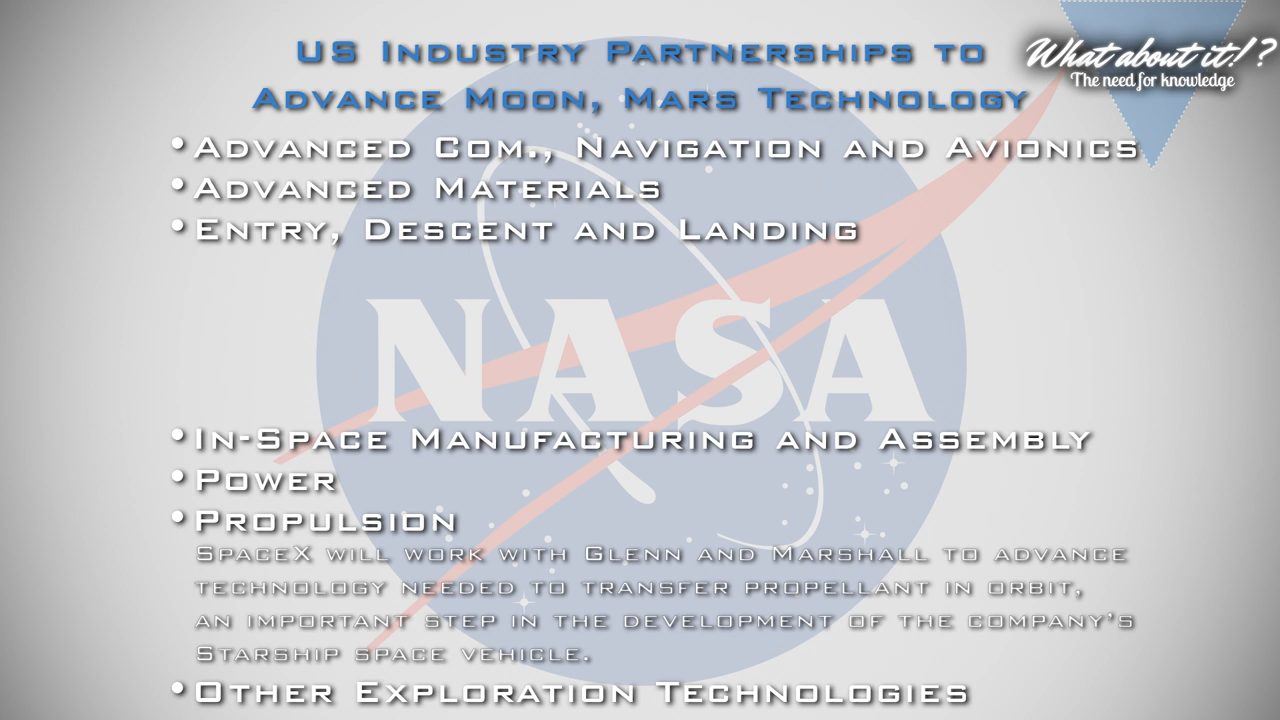 US Industry Partnerships to
Advance Moon, Mars Technology
What about it!?
The need for knowledge
•Advanced Com., Navigation and Avionics
•Advanced Materials
•Entry, Descent and Landing
NASA
•In-Space Manufacturing and Assembly
•Power
•Propulsion
SpaceX will work with Glenn and Marshall to advance
technology needed to transfer propellant in orbit,
an important step in the development of the company's
Starship space vehicle.
•Other Exploration Technologies